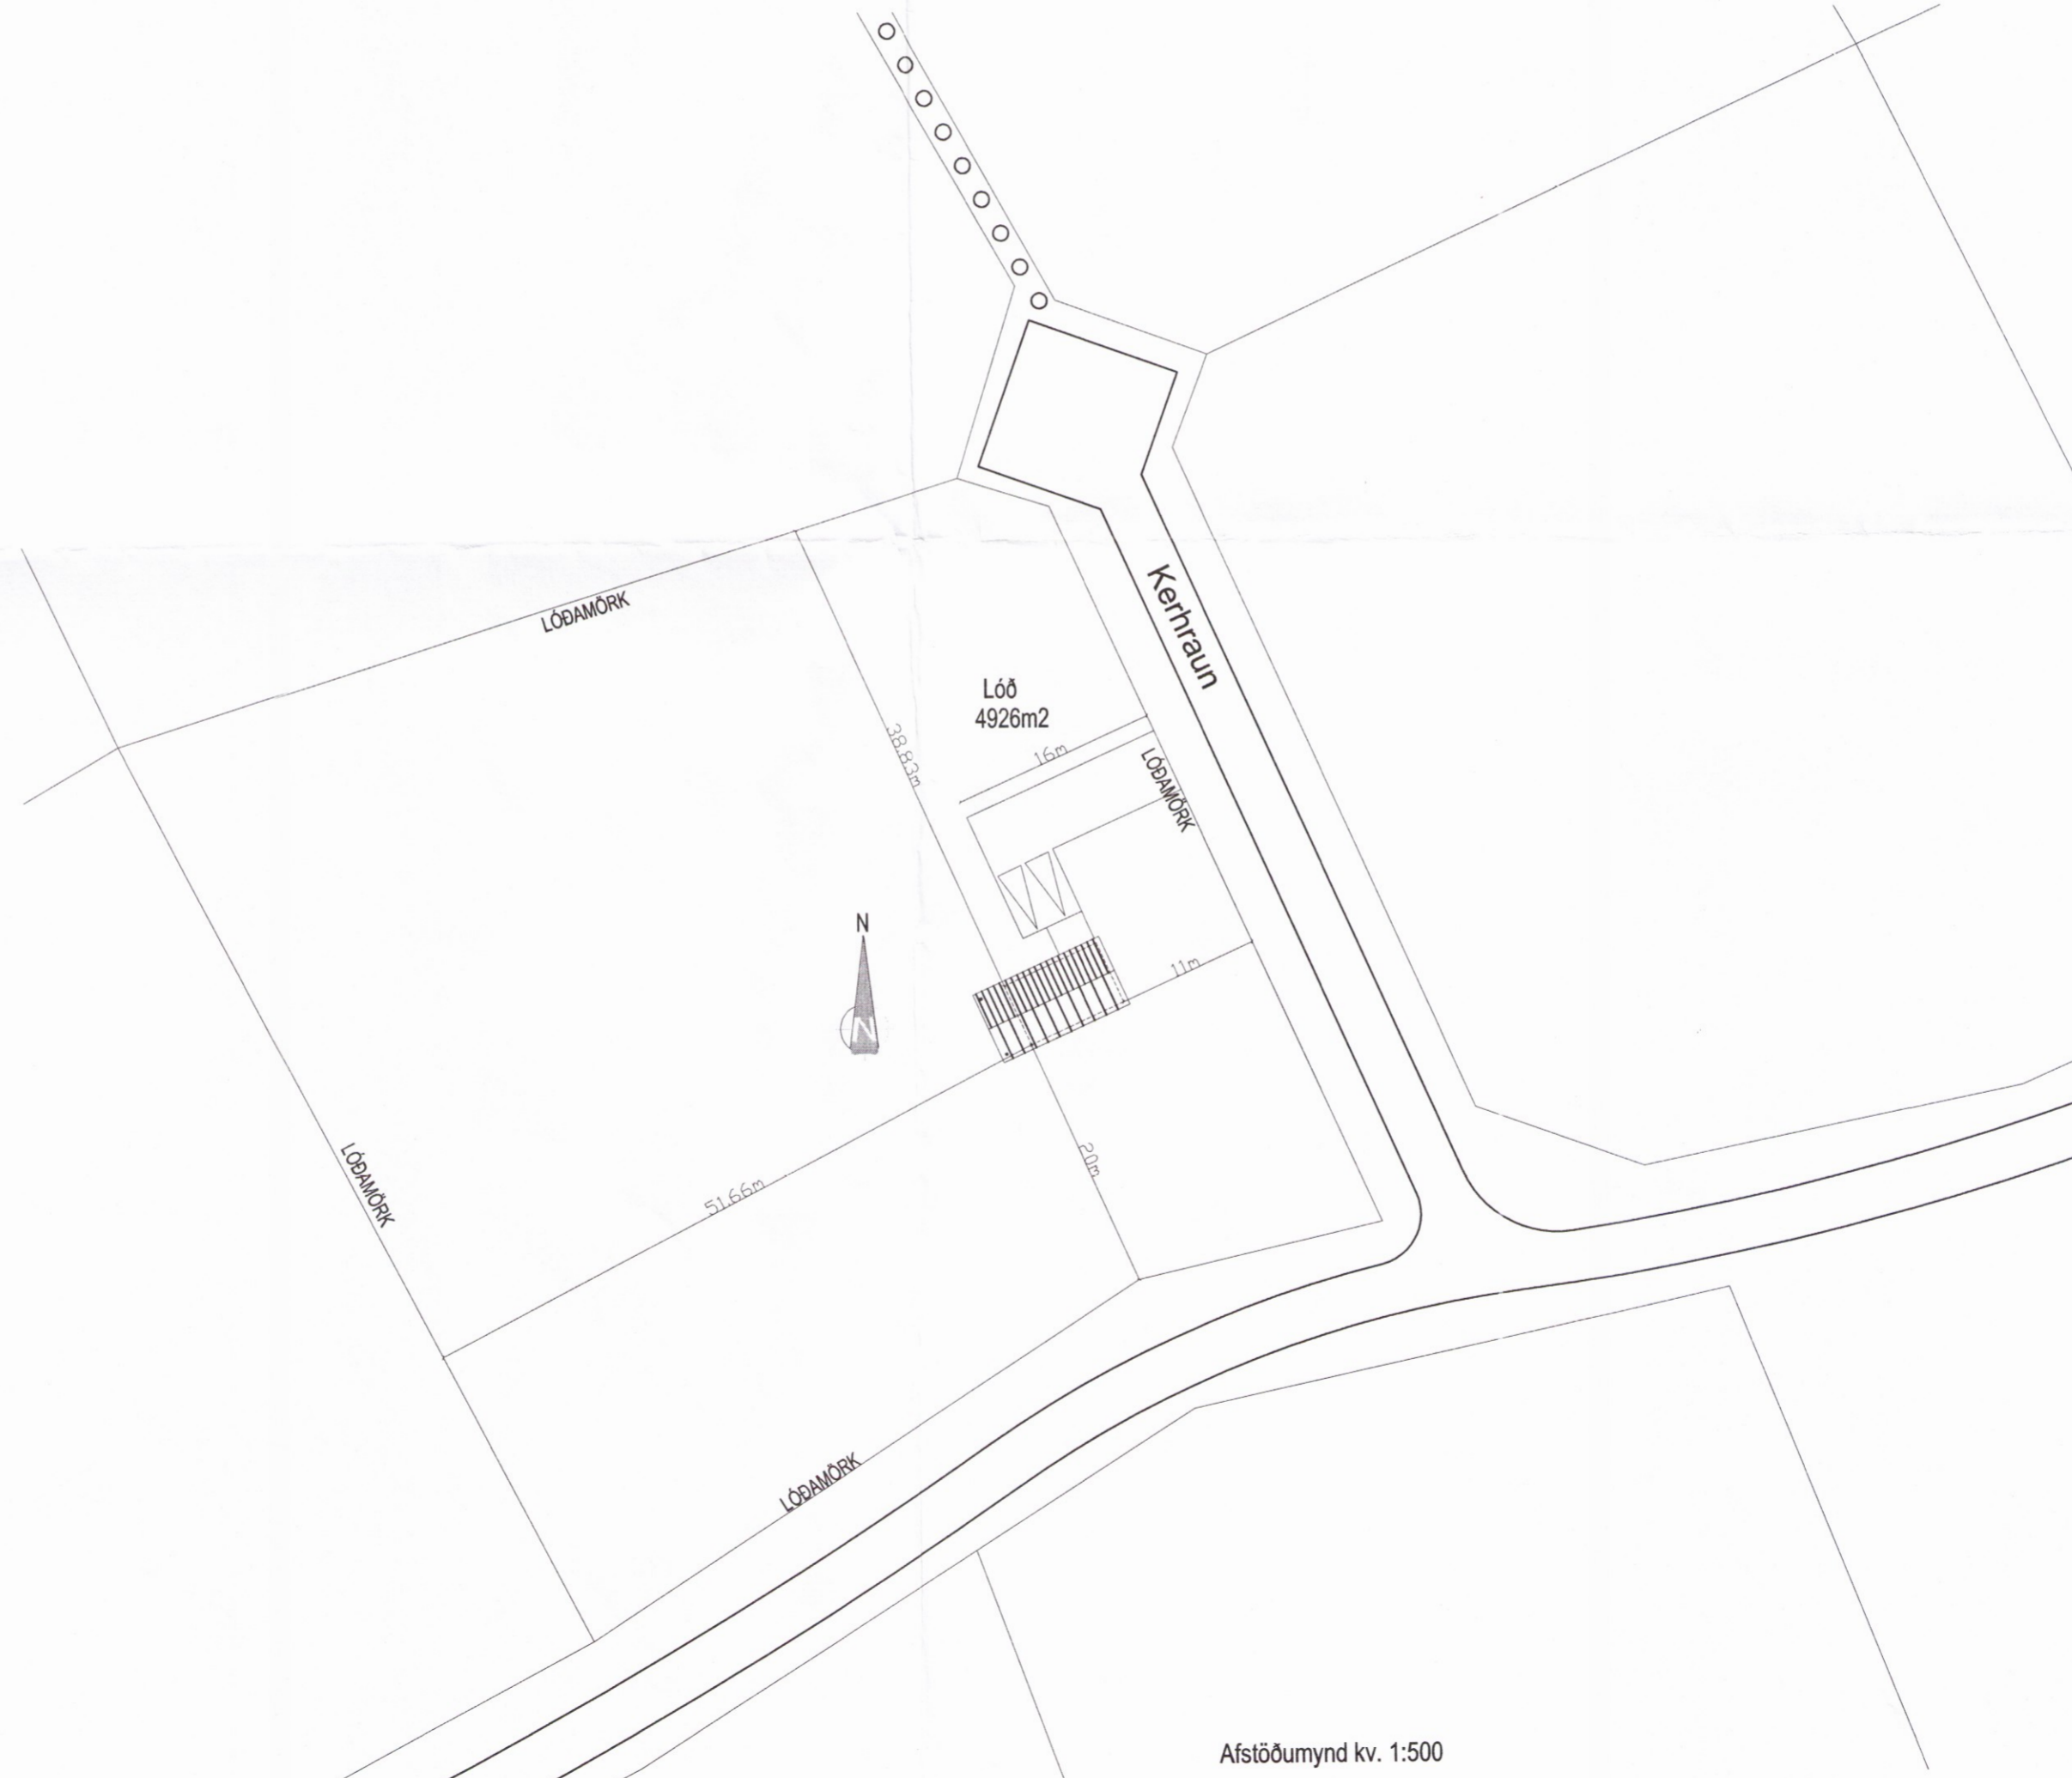 LÓÐAMÖRK
Kerhraun
Lóð
4926m2
38.83m
16m
LÓÐAMÖRK
N
11m
N
LÓÐAMÖRK
51.66m
20m
LÓÐAMÖRK
Afstöðumynd kv. 1:500